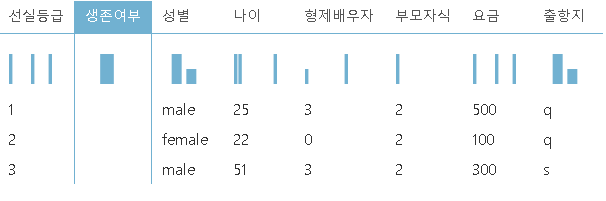 선실등급 생존여부 성별 나이 형제배우자 부모자식 요금 출항지
1 male 25 3 2 500 q
2 female 22 0 2 100 q
3 male 51 3 2 300 s